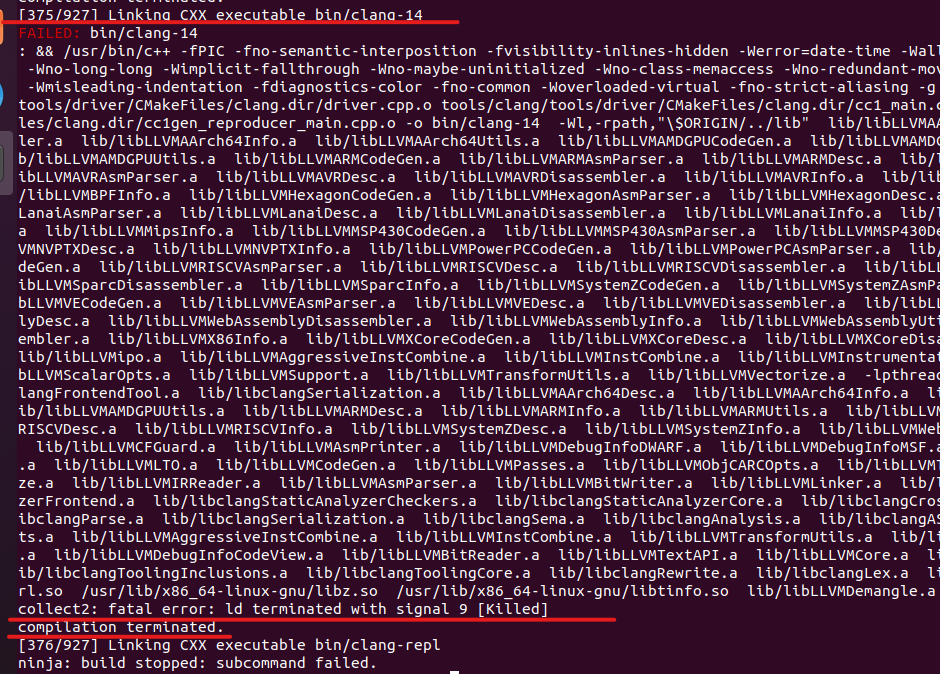 compilation terminated.
[375/927] Linking CXX executable bin/clang-14
FAILED: bin/clang-14
: && /usr/bin/c++ -fPIC -fno-semantic-interposition -fvisibility-inlines-hidden -Werror=date-time -Wall
-Wno-long-long -Wimplicit-fallthrough -Wno-maybe-uninitialized -Wno-class-memaccess -Wno-redundant-mov
-Wmisleading-indentation -fdiagnostics-color -fno-common -Woverloaded-virtual -fno-strict-aliasing -g
tools/driver/CMakeFiles/clang.dir/driver.cpp.o tools/clang/tools/driver/CMakeFiles/clang.dir/cc1_main.c
les/clang.dir/cc1gen_reproducer_main.cpp.o -o bin/clang-14  -Wl,-rpath,"\$ORIGIN/../lib"  lib/libLLVMA
ler.a  lib/libLLVMAArch64Info.a  lib/libLLVMAArch64Utils.a  lib/libLLVMAMDGPUCodeGen.a  lib/libLLVMAMDG
b/libLLVMAMDGPUUtils.a  lib/libLLVMARMCodeGen.a  lib/libLLVMARMAsmParser.a  lib/libLLVMARMDesc.a  lib/l
ibLLVMAVRAsmParser.a  lib/libLLVMAVRDesc.a  lib/libLLVMAVRDisassembler.a  lib/libLLVMAVRInfo.a  lib/lib
/libLLVMBPFInfo.a  lib/libLLVMHexagonCodeGen.a  lib/libLLVMHexagonAsmParser.a  lib/libLLVMHexagonDesc.a
LanaiAsmParser.a  lib/libLLVMLanaiDesc.a  lib/libLLVMLanaiDisassembler.a  lib/libLLVMLanaiInfo.a  lib/l
a  lib/libLLVMMipsInfo.a  lib/libLLVMMSP430CodeGen.a  lib/libLLVMMSP430AsmParser.a  lib/libLLVMMSP430De
VMNVPTXDesc.a  lib/libLLVMNVPTXInfo.a  lib/libLLVMPowerPCCodeGen.a  lib/libLLVMPowerPCAsmParser.a  lib/
deGen.a  lib/libLLVMRISCVAsmParser.a  lib/libLLVMRISCVDesc.a  lib/libLLVMRISCVDisassembler.a  lib/libLL
ibLLVMSparcDisassembler.a  lib/libLLVMSparcInfo.a  lib/libLLVMSystemZCodeGen.a  lib/libLLVMSystemZAsmPa
bLLVMVECodeGen.a  lib/libLLVMVEAsmParser.a  lib/libLLVMVEDesc.a  lib/libLLVMVEDisassembler.a  lib/libLL
lyDesc.a  lib/libLLVMWebAssemblyDisassembler.a  lib/libLLVMWebAssemblyInfo.a  lib/libLLVMWebAssemblyUti
embler.a  lib/libLLVMX86Info.a  lib/libLLVMXCoreCodeGen.a  lib/libLLVMXCoreDesc.a  lib/libLLVMXCoreDisa
lib/libLLVMipo.a  lib/libLLVMAggressiveInstCombine.a  lib/libLLVMInstCombine.a  lib/libLLVMInstrumentat
bLLVMScalarOpts.a  lib/libLLVMSupport.a  lib/libLLVMTransformUtils.a  lib/libLLVMVectorize.a  -lpthread
langFrontendTool.a  lib/libclangSerialization.a  lib/libLLVMAArch64Desc.a  lib/libLLVMAArch64Info.a  li
ib/libLLVMAMDGPUUtils.a  lib/libLLVMARMDesc.a  lib/libLLVMARMInfo.a  lib/libLLVMARMUtils.a  lib/libLLVM
RISCVDesc.a  lib/libLLVMRISCVInfo.a  lib/libLLVMSystemZDesc.a  lib/libLLVMSystemZInfo.a  lib/libLLVMWeb
lib/libLLVMCFGuard.a  lib/libLLVMAsmPrinter.a  lib/libLLVMDebugInfoDWARF.a  lib/libLLVMDebugInfoMSF.a
.a  lib/libLLVMLTO.a  lib/libLLVMCodeGen.a  lib/libLLVMPasses.a  lib/libLLVMObjCARCOpts.a  lib/libLLVMT
ze.a  lib/libLLVMIRReader.a  lib/libLLVMAsmParser.a  lib/libLLVMBitWriter.a  lib/libLLVMLinker.a  lib/l
zerFrontend.a  lib/libclangStaticAnalyzerCheckers.a  lib/libclangStaticAnalyzerCore.a  lib/libclangCros
ibclangParse.a  lib/libclangSerialization.a  lib/libclangSema.a  lib/libclangAnalysis.a  lib/libclangAS
ts.a  lib/libLLVMAggressiveInstCombine.a  lib/libLLVMInstCombine.a  lib/libLLVMTransformUtils.a  lib/li
.a  lib/libLLVMDebugInfoCodeView.a  lib/libLLVMBitReader.a  lib/libLLVMTextAPI.a  lib/libLLVMCore.a  li
ib/libclangToolingInclusions.a  lib/libclangToolingCore.a  lib/libclangRewrite.a  lib/libclangLex.a  li
rl.so  /usr/lib/x86_64-linux-gnu/libz.so  /usr/lib/x86_64-linux-gnu/libtinfo.so  lib/libLLVMDemangle.a
collect2: fatal error: ld terminated with signal 9 [Killed]
compilation terminated.
[376/927] Linking CXX executable bin/clang-repl
ninja: build stopped: subcommand failed.